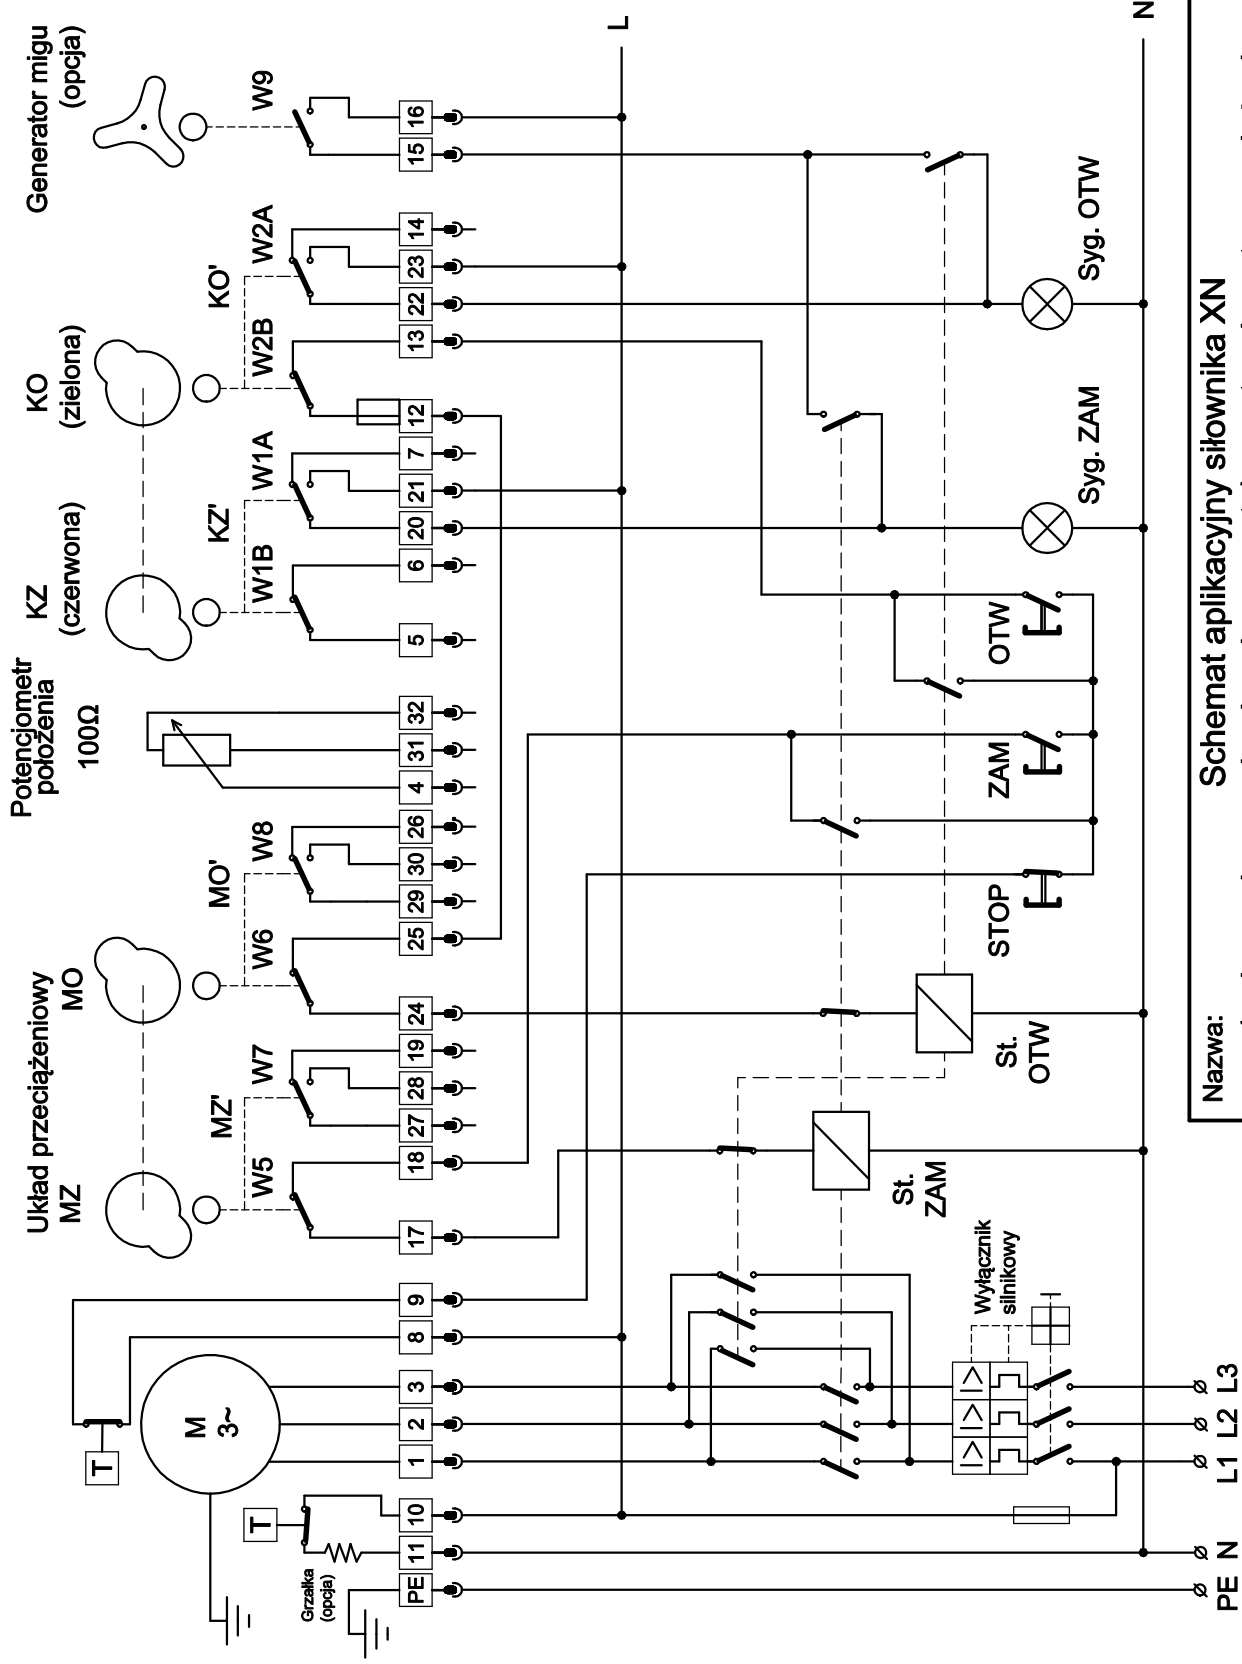 Generator migu
(opcja)
W9
16
15
L
N
KO
(zielona)
KO'
W2A
W2B
14
23
22
13
12
Syg. OTW
KZ
(czerwona)
KZ'
W1A
W1B
7
21
20
6
5
Syg. ZAM
Potencjometr
położenia
100Ω
32
31
4
OTW
ZAM
STOP
Układ przeciążeniowy
MO
MO'
W8
W6
26
30
29
25
24
St.
OTW
MZ
MZ'
W7
W5
19
28
27
18
17
St.
ZAM
9
8
3
2
1
M
3~
T
T
10
11
PE
Grzałka
(opcja)
Wyłącznik
silnikowy
PE
N
L1
L2
L3
Nazwa:
Schemat aplikacyjny siłownika XN